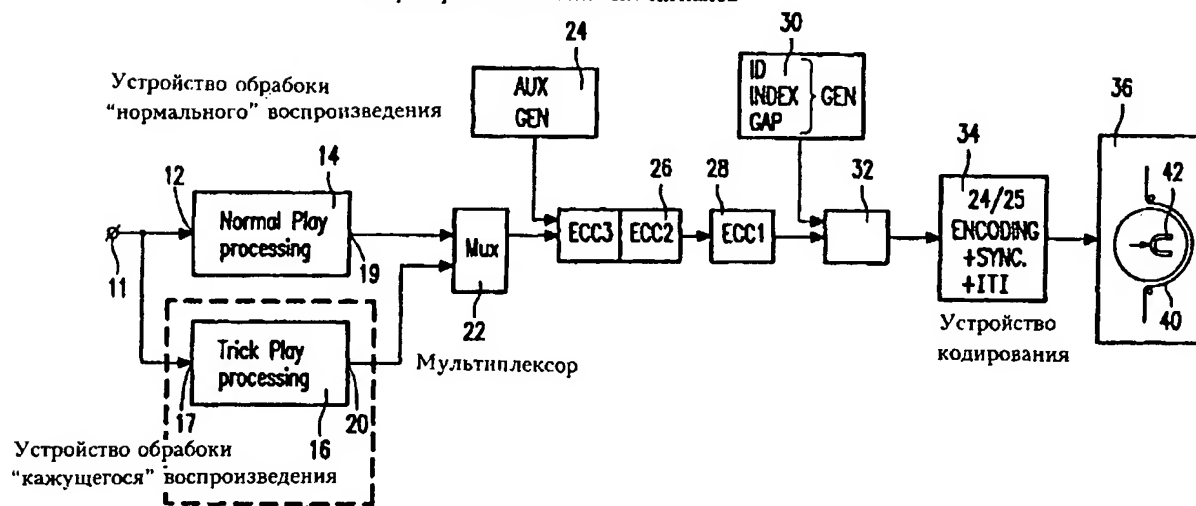 24
30
Устройство обрабоки
“нормального” воспроизведения
AUX
GEN
ID
INDEX
GAP
GEN
36
34
12
14
26
28
32
42
Normal Play
processing
Mux
ECC3
ECC2
ECC1
24/25
ENCODING
+SYNC.
+ITI
11
19
22
40
Trick Play
processing
Мультиплексор
Устройство
кодирования
17
20
16
Устройство обрабоки
“кажущегося” воспроизведения